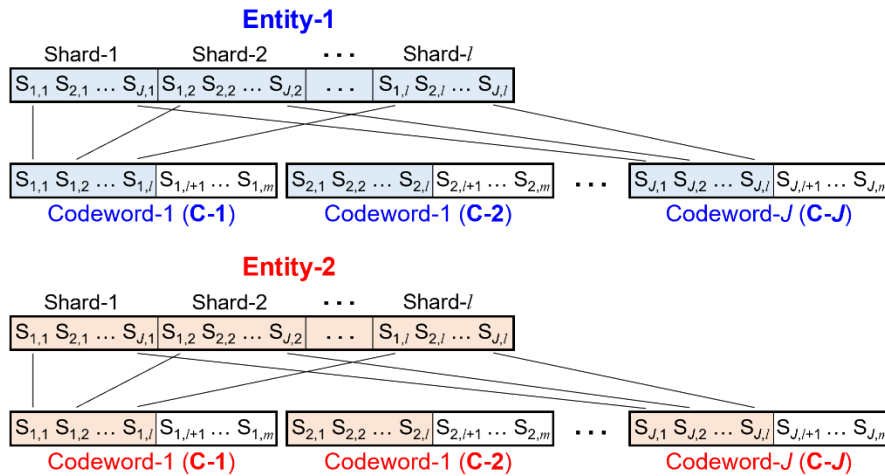 Entity-1
Shard-1 Shard-2 ... Shard-l
S1,1 S2,1 ... SJ,1 S1,2 S2,2 ... SJ,2 ... S1,l S2,l ... SJ,l
S1,1 S1,2 ... S1,l S1,l+1 ... S1,m S2,1 S2,2 ... S2,l S2,l+1 ... S2,m ... SJ,1 SJ,2 ... SJ,l SJ,l+1 ... SJ,m
Codeword-1 (C-1) Codeword-1 (C-2) Codeword-J (C-J)
Entity-2
Shard-1 Shard-2 ... Shard-l
S1,1 S2,1 ... SJ,1 S1,2 S2,2 ... SJ,2 ... S1,l S2,l ... SJ,l
S1,1 S1,2 ... S1,l S1,l+1 ... S1,m S2,1 S2,2 ... S2,l S2,l+1 ... S2,m ... SJ,1 SJ,2 ... SJ,l SJ,l+1 ... SJ,m
Codeword-1 (C-1) Codeword-1 (C-2) Codeword-J (C-J)